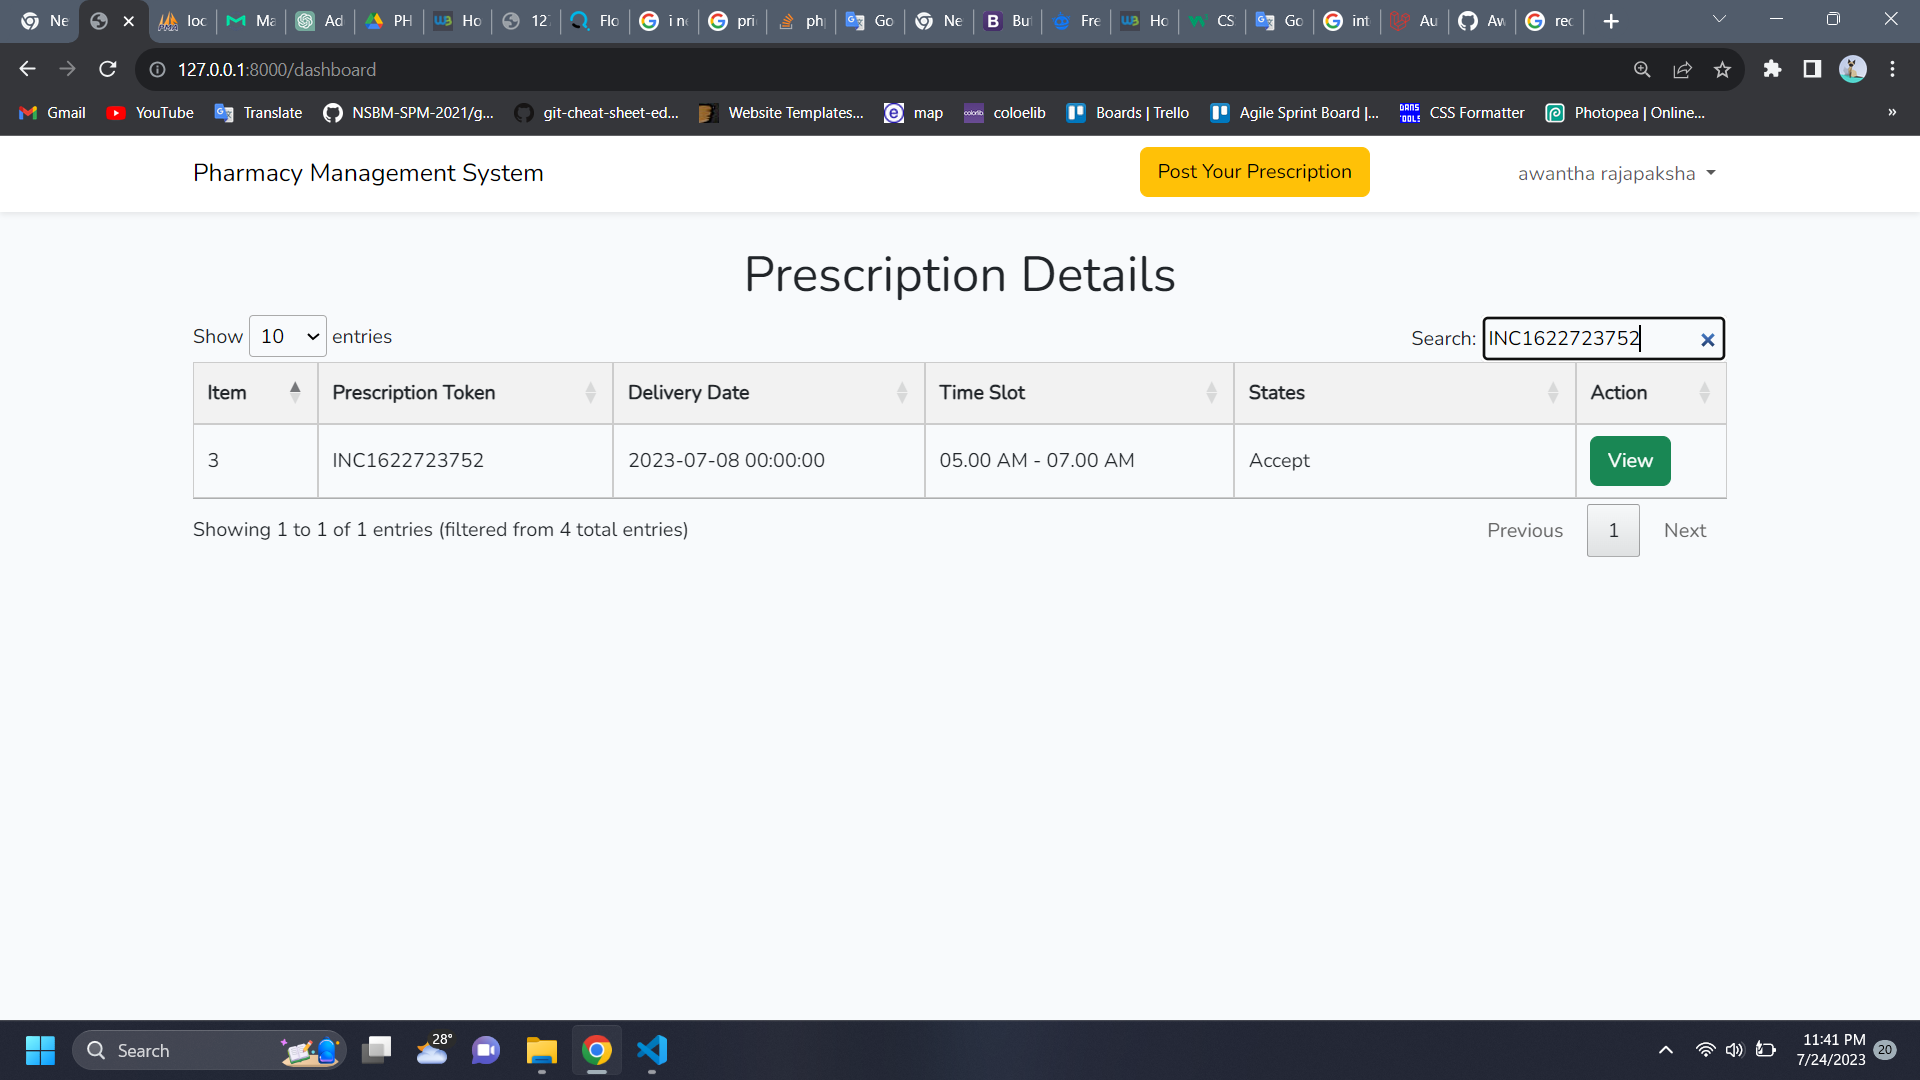 Ne loc Ma Ad PH Ho 127 Flo i ne pri php Go Ne But Fre Ho CS Go int Au Aw rec
127.0.0.1:8000/dashboard
Gmail YouTube Translate NSBM-SPM-2021/g... git-cheat-sheet-ed... Website Templates... map coloelib Boards | Trello Agile Sprint Board |... CSS Formatter Photopea | Online... »
Pharmacy Management System Post Your Prescription awantha rajapaksha
Prescription Details
Show 10 entries Search: INC1622723752
Item Prescription Token Delivery Date Time Slot States Action
3 INC1622723752 2023-07-08 00:00:00 05.00 AM - 07.00 AM Accept View
Showing 1 to 1 of 1 entries (filtered from 4 total entries) Previous 1 Next
Search 28° 11:41 PM
7/24/2023 20